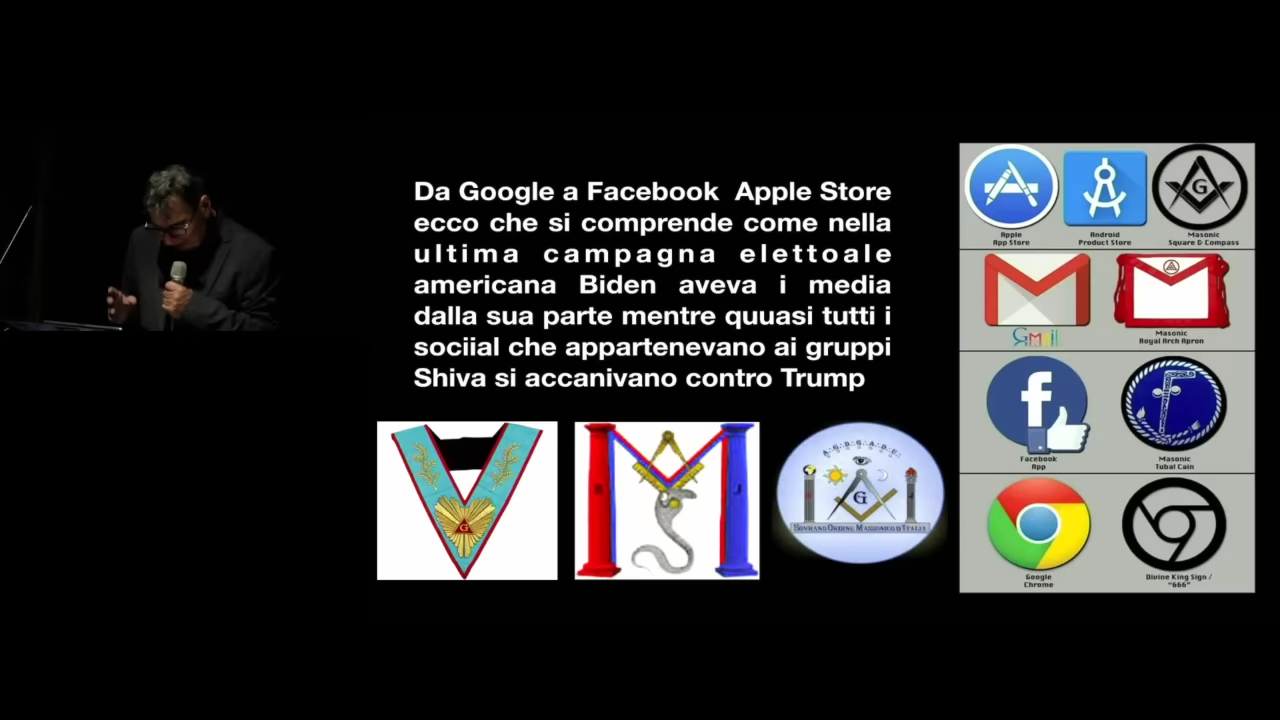 Da Google a Facebook  Apple Store
ecco che si comprende come nella
ultima campagna elettoale
americana Biden aveva i media
dalla sua parte mentre quuasi tutti i
sociial che appartenevano ai gruppi
Shiva si accanivano contro Trump
G
B J
G
A.G.D.G.A.D.U.
G
SOVRANO ORDINE MASSONICO D'ITALIA
G
Apple
App Store
Android
Product Store
Masonic
Square & Compass
Gmail
Masonic
Royal Arch Apron
f
Facebook
App
Masonic
Tubal Cain
Google
Chrome
Divine King Sign /
"666"